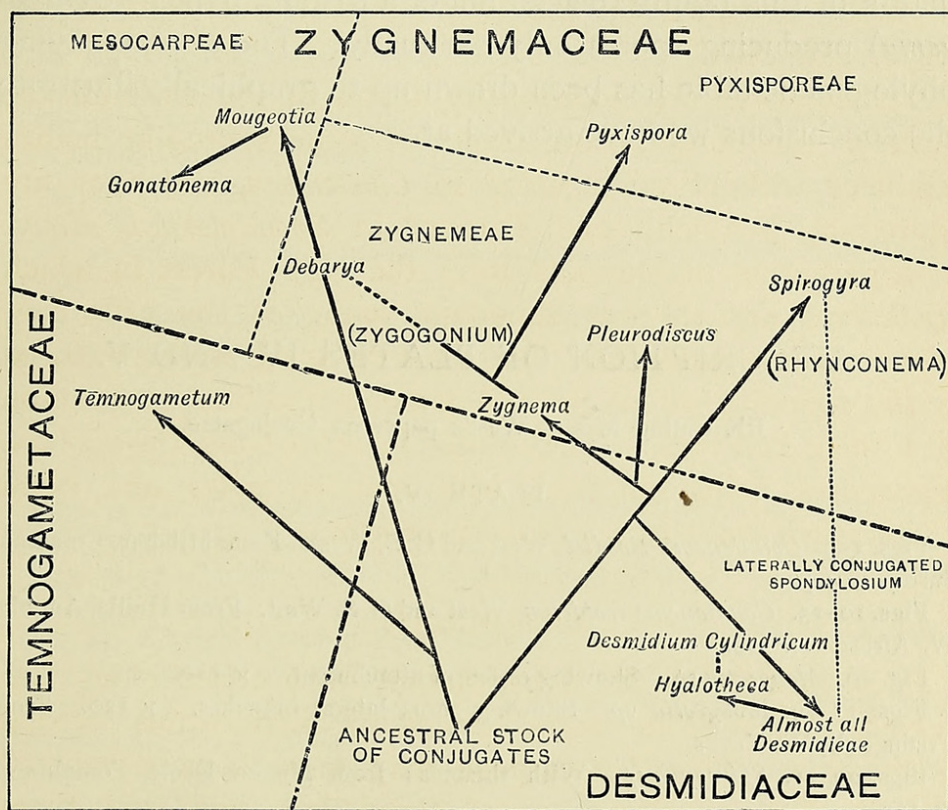 MESOCARPEAE
ZYGNEMACEAE
PYXISPOREAE
Mougeotia
Pyxispora
Gonatonema
ZYGNEMEAE
Debarya
Spirogyra
(ZYGOGONIUM)
Pleurodiscus
(RHYNCONEMA)
Temnogametum
Zygnema
TEMNOGAMETACEAE
LATERALLY CONJUGATED
SPONDYLOSIUM
Desmidium Cylindricum
Hyalotheca
Almost all
Desmidieae
ANCESTRAL STOCK
OF CONJUGATES
DESMIDIACEAE